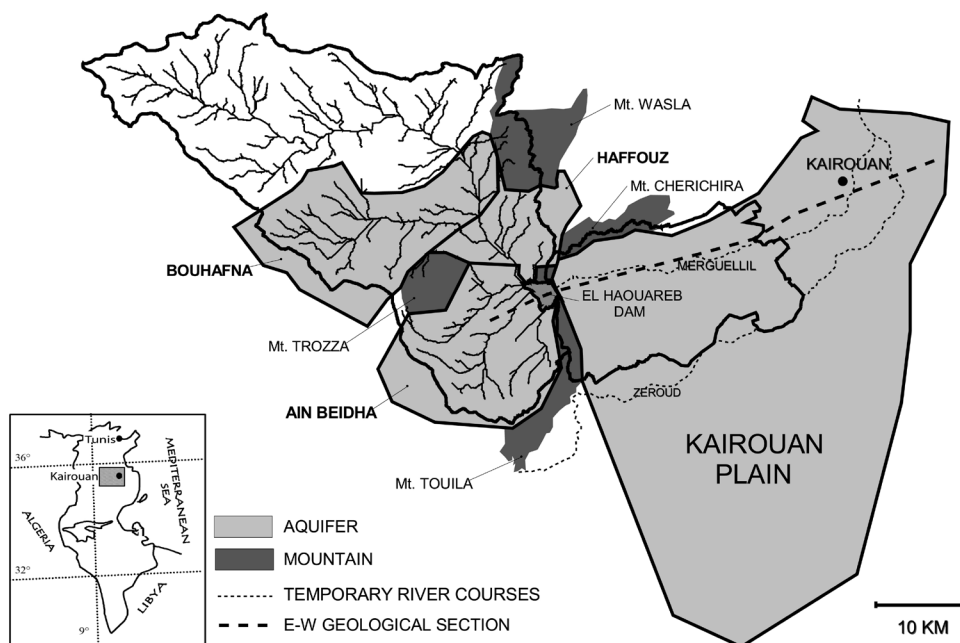 Mt. WASLA
HAFFOUZ
Mt. CHERICHIRA
KAIROUAN
BOUHAFNA
MERGUELLIL
EL HAOUAREB
DAM
Mt. TROZZA
ZEROUD
AIN BEIDHA
KAIROUAN
PLAIN
Mt. TOUILA
Tunis
36°
Kairouan
MEDITERRANEAN
SEA
ALGERIA
32°
LIBYA
9°
AQUIFER
MOUNTAIN
TEMPORARY RIVER COURSES
E-W GEOLOGICAL SECTION
10 KM